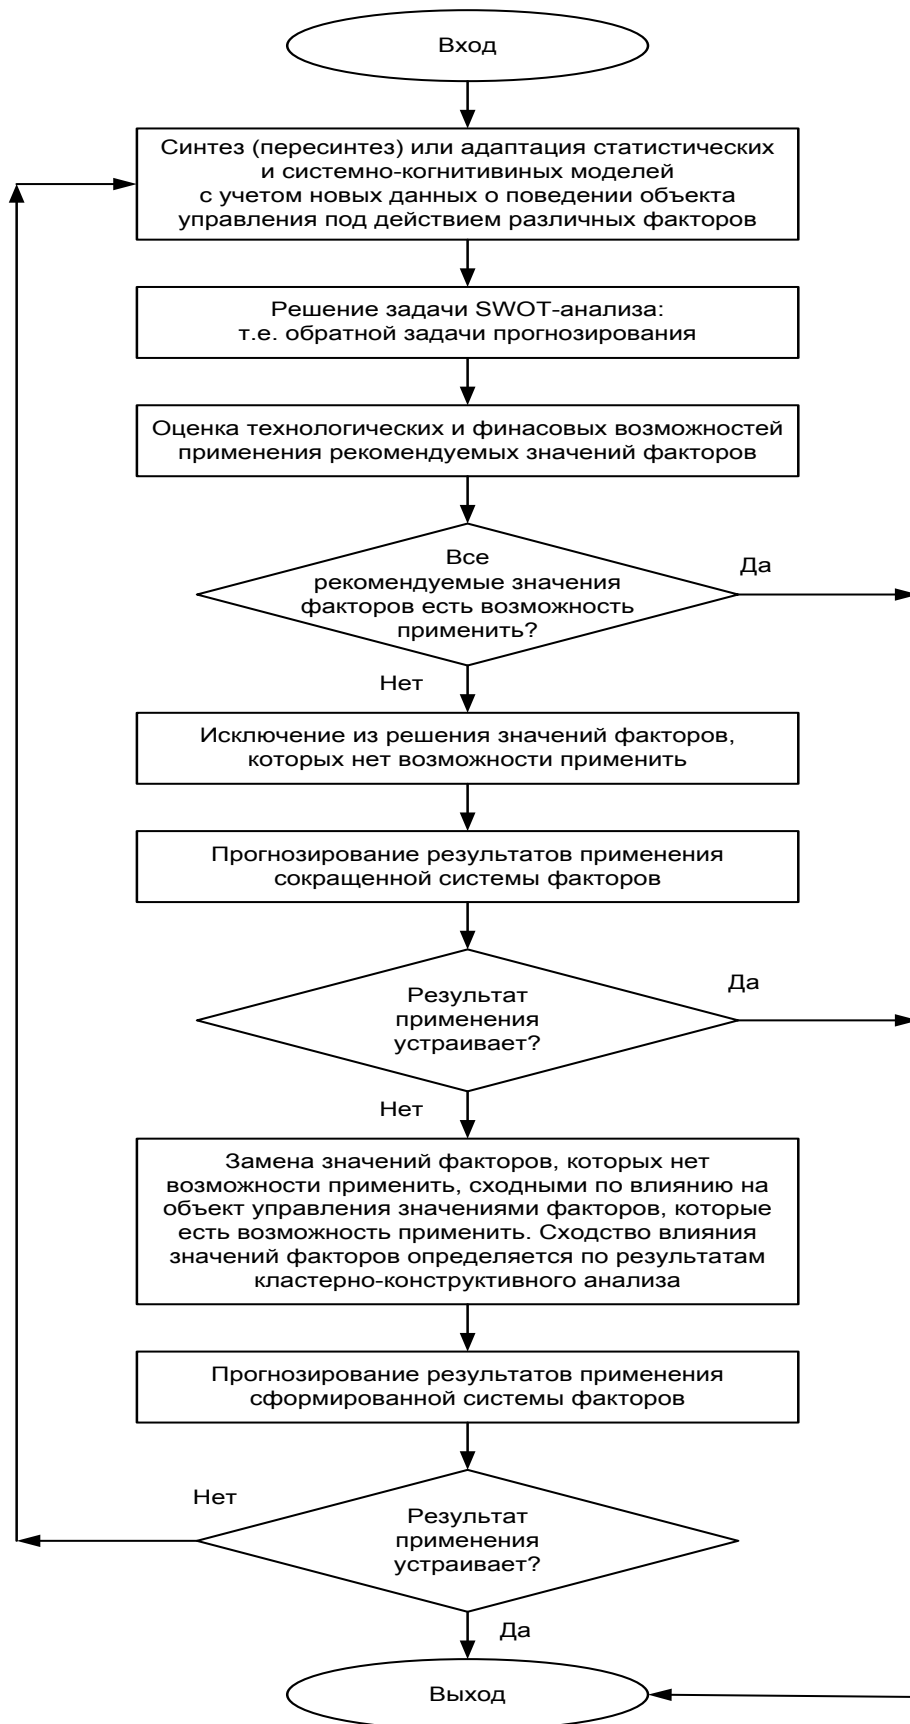 Вход
Синтез (пересинтез) или адаптация статистических
и системно-когнитивиных моделей
с учетом новых данных о поведении объекта
управления под действием различных факторов
Решение задачи SWOT-анализа:
т.е. обратной задачи прогнозирования
Оценка технологических и финасовых возможностей
применения рекомендуемых значений факторов
Все
рекомендуемые значения
факторов есть возможность
применить?
Да
Нет
Исключение из решения значений факторов,
которых нет возможности применить
Прогнозирование результатов применения
сокращенной системы факторов
Результат
применения
устраивает?
Да
Нет
Замена значений факторов, которых нет
возможности применить, сходными по влиянию на
объект управления значениями факторов, которые
есть возможность применить. Сходство влияния
значений факторов определяется по результатам
кластерно-конструктивного анализа
Прогнозирование результатов применения
сформированной системы факторов
Нет
Результат
применения
устраивает?
Да
Выход